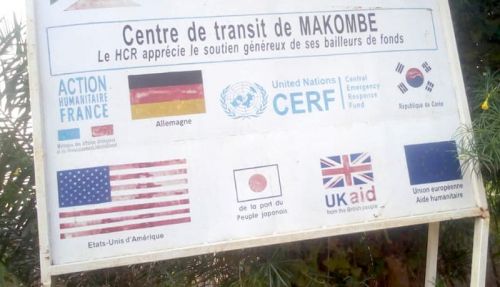 Centre de transit de MAKOMBE
Le HCR apprécie le soutien généreux de ses bailleurs de fonds
ACTION
HUMANITAIRE
FRANCE
Allemagne
United Nations
CERF
Central
Emergency
Response
Fund
République de Corée
Etats-Unis d'Amérique
de la part du
Peuple japonais
UKaid
from the British people
Union européenne
Aide humanitaire